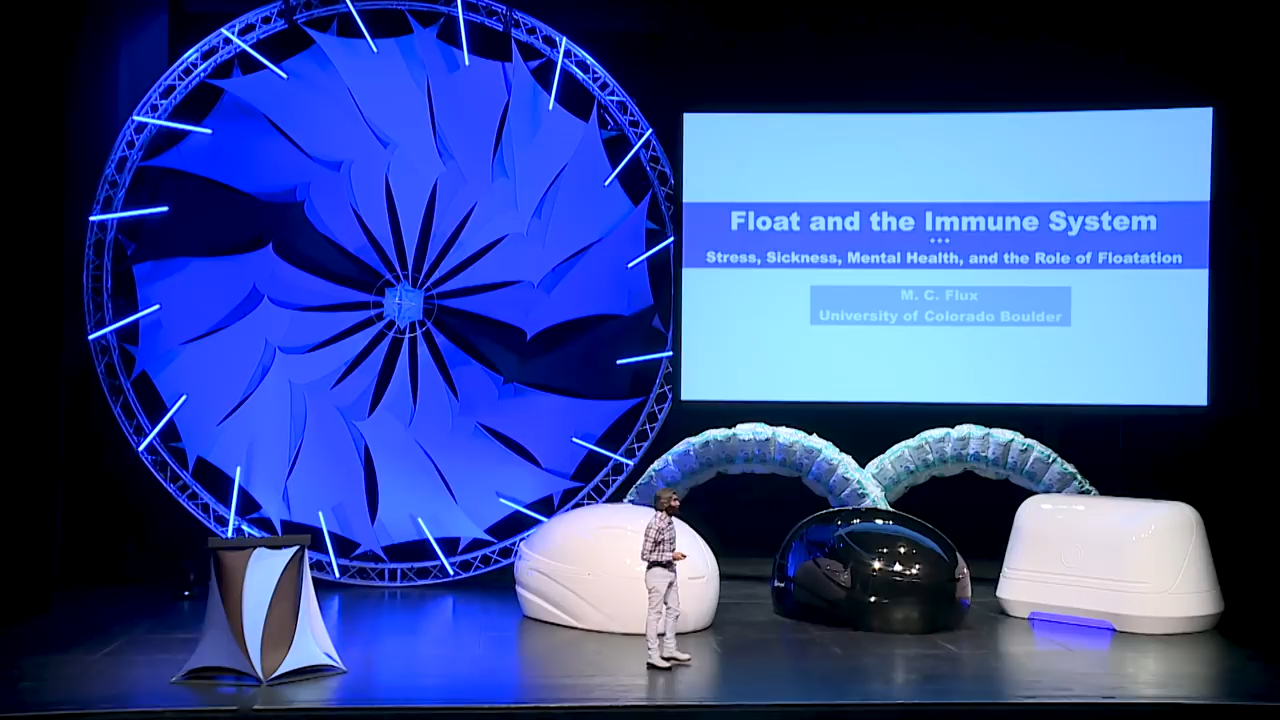 Float and the Immune System
Stress, Sickness, Mental Health, and the Role of Floatation
M. C. Flux
University of Colorado Boulder